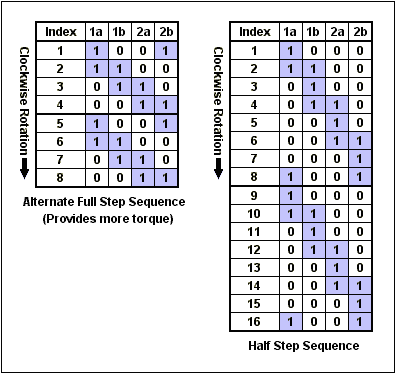 Index 1a 1b 2a 2b
1 1 0 0 1
2 1 1 0 0
3 0 1 1 0
4 0 0 1 1
5 1 0 0 1
6 1 1 0 0
7 0 1 1 0
8 0 0 1 1
Clockwise Rotation
Alternate Full Step Sequence
(Provides more torque)
Index 1a 1b 2a 2b
1 1 0 0 0
2 1 1 0 0
3 0 1 0 0
4 0 1 1 0
5 0 0 1 0
6 0 0 1 1
7 0 0 0 1
8 1 0 0 1
9 1 0 0 0
10 1 1 0 0
11 0 1 0 0
12 0 1 1 0
13 0 0 1 0
14 0 0 1 1
15 0 0 0 1
16 1 0 0 1
Clockwise Rotation
Half Step Sequence